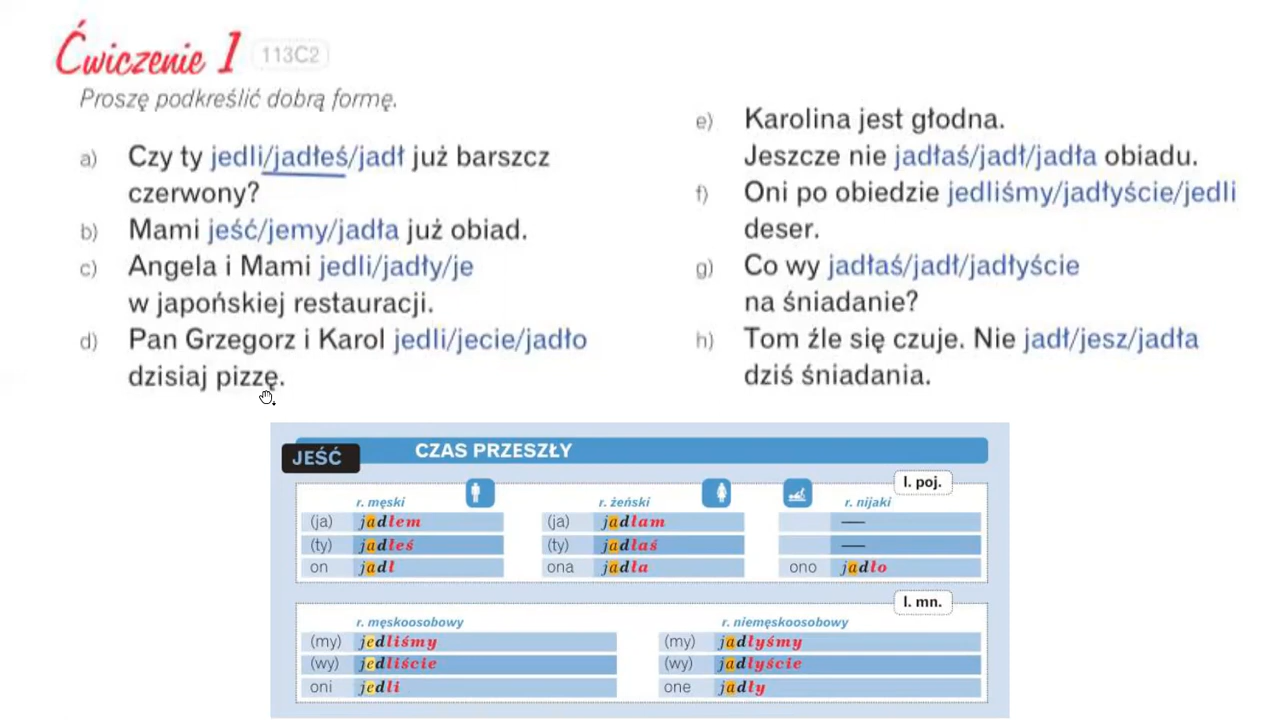 Ćwiczenie 1
113C2
Proszę podkreślić dobrą formę.
a) Czy ty jedli/jadłeś/jadł już barszcz
czerwony?
b) Mami jeść/jemy/jadła już obiad.
c) Angela i Mami jedli/jadły/je
w japońskiej restauracji.
d) Pan Grzegorz i Karol jedli/jecie/jadło
dzisiaj pizzę.
e) Karolina jest głodna.
Jeszcze nie jadłaś/jadł/jadła obiadu.
f) Oni po obiedzie jedliśmy/jadłyście/jedli
deser.
g) Co wy jadłaś/jadł/jadłyście
na śniadanie?
h) Tom źle się czuje. Nie jadł/jesz/jadła
dziś śniadania.
JEŚĆ CZAS PRZESZŁY
l. poj.
r. męski r. żeński r. nijaki
(ja) jadłem (ja) jadłam —
(ty) jadłeś (ty) jadłaś —
on jadł ona jadła ono jadło
l. mn.
r. męskoosobowy r. niemęskoosobowy
(my) jedliśmy (my) jadłyśmy
(wy) jedliście (wy) jadłyście
oni jedli one jadły